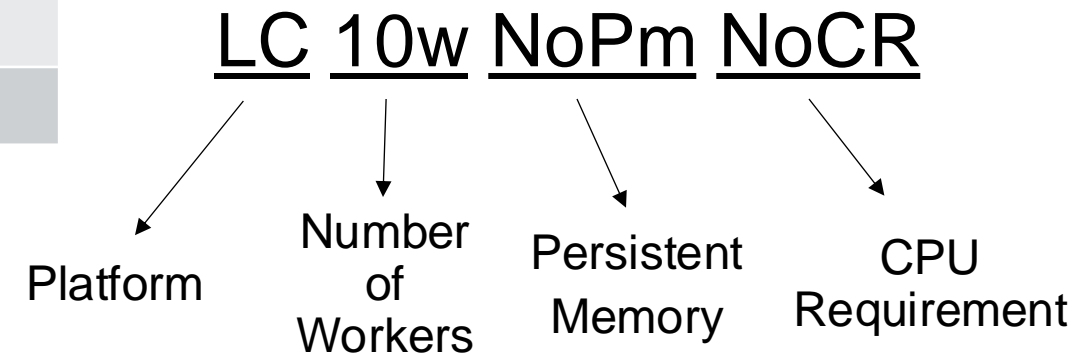 LC 10w NoPm NoCR
Platform
Number
of
Workers
Persistent
Memory
CPU
Requirement